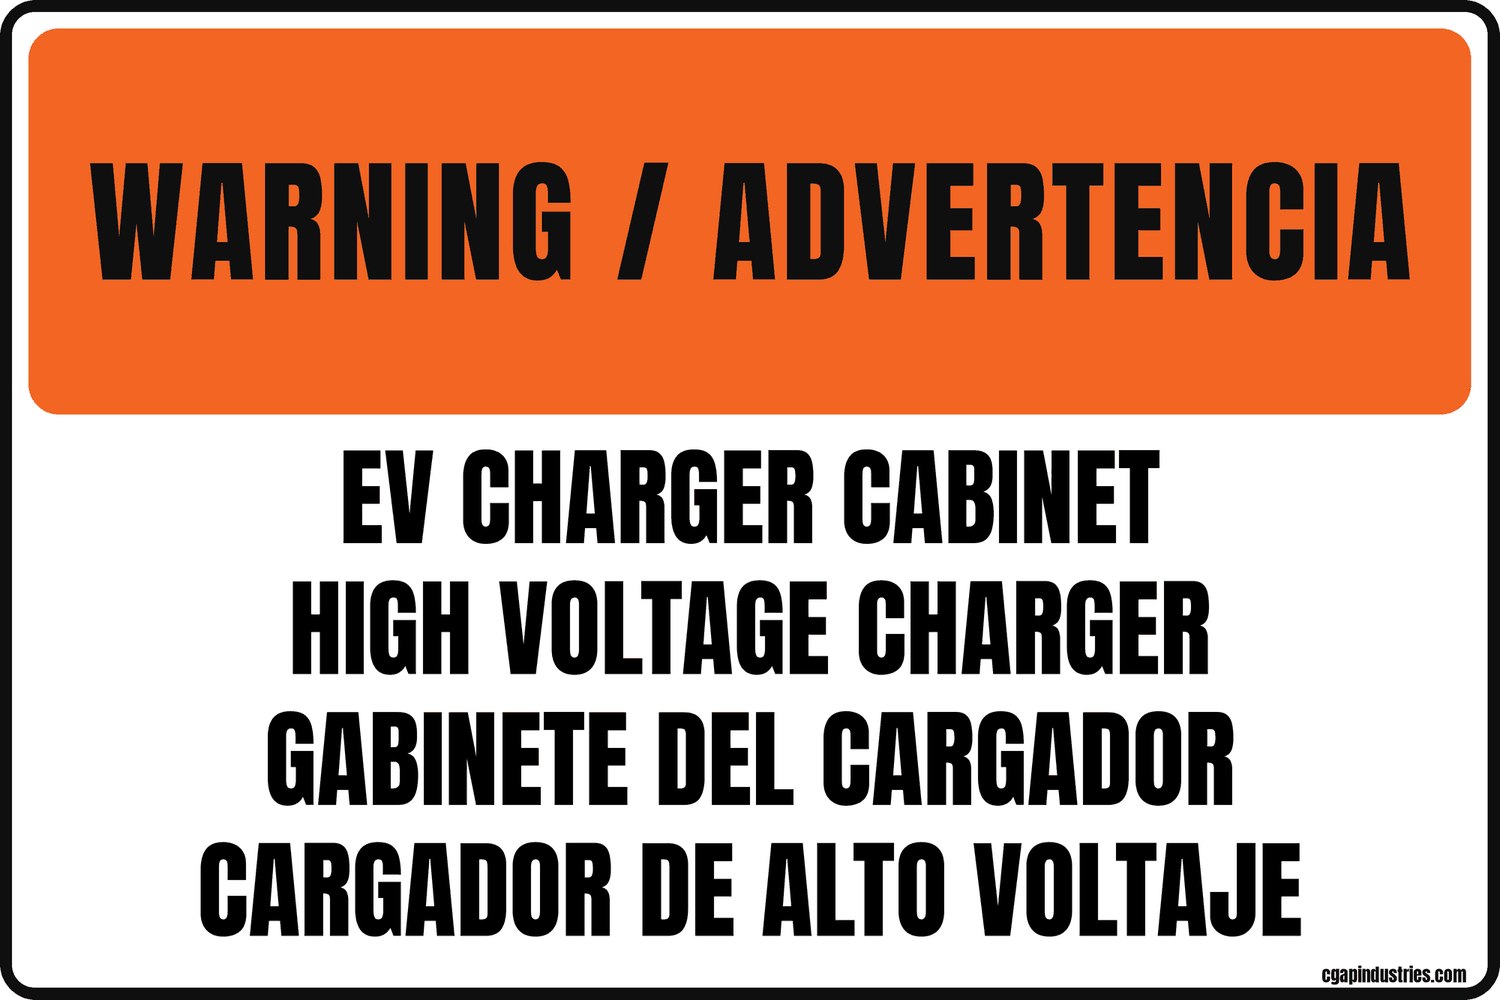 WARNING / ADVERTENCIA
EV CHARGER CABINET
HIGH VOLTAGE CHARGER
GABINETE DEL CARGADOR
CARGADOR DE ALTO VOLTAJE
cgapindustries.com